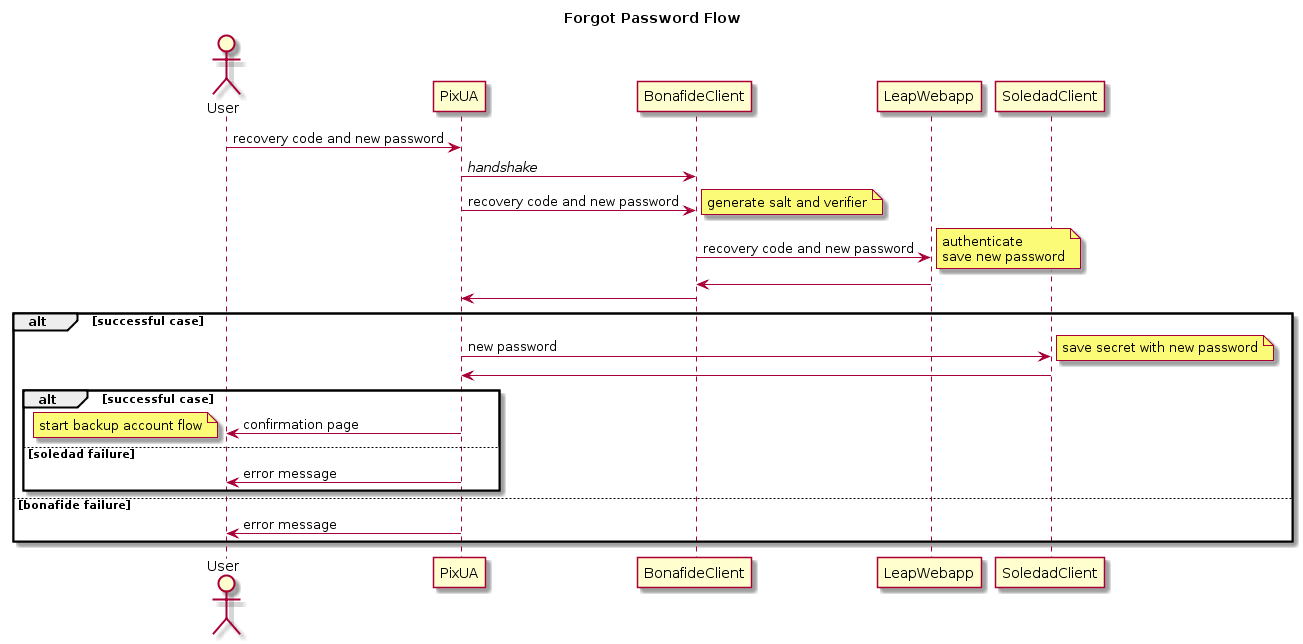 Forgot Password Flow
User
PixUA
BonafideClient
LeapWebapp
SoledadClient
recovery code and new password
handshake
recovery code and new password
generate salt and verifier
recovery code and new password
authenticate
save new password
alt
[successful case]
new password
save secret with new password
alt
[successful case]
start backup account flow
confirmation page
[soledad failure]
error message
[bonafide failure]
error message
User
PixUA
BonafideClient
LeapWebapp
SoledadClient